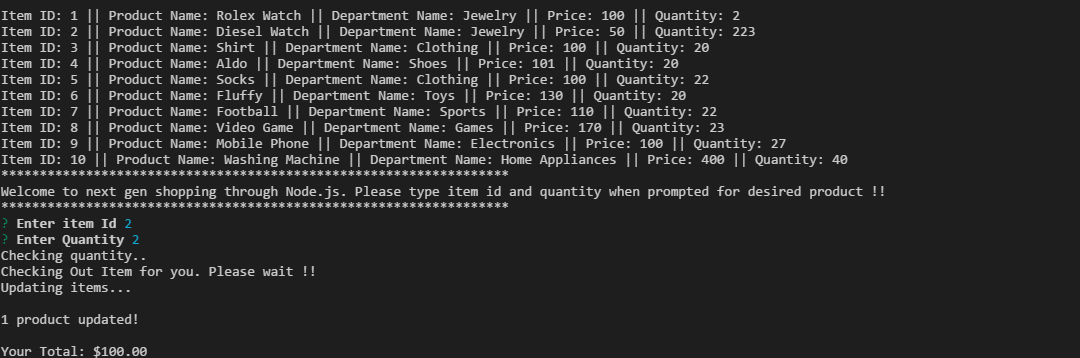 Item ID: 1 || Product Name: Rolex Watch || Department Name: Jewelry || Price: 100 || Quantity: 2
Item ID: 2 || Product Name: Diesel Watch || Department Name: Jewelry || Price: 50 || Quantity: 223
Item ID: 3 || Product Name: Shirt || Department Name: Clothing || Price: 100 || Quantity: 20
Item ID: 4 || Product Name: Aldo || Department Name: Shoes || Price: 101 || Quantity: 20
Item ID: 5 || Product Name: Socks || Department Name: Clothing || Price: 100 || Quantity: 22
Item ID: 6 || Product Name: Fluffy || Department Name: Toys || Price: 130 || Quantity: 20
Item ID: 7 || Product Name: Football || Department Name: Sports || Price: 110 || Quantity: 22
Item ID: 8 || Product Name: Video Game || Department Name: Games || Price: 170 || Quantity: 23
Item ID: 9 || Product Name: Mobile Phone || Department Name: Electronics || Price: 100 || Quantity: 27
Item ID: 10 || Product Name: Washing Machine || Department Name: Home Appliances || Price: 400 || Quantity: 40
******************************************************************
Welcome to next gen shopping through Node.js. Please type item id and quantity when prompted for desired product !!
******************************************************************
? Enter item Id 2
? Enter Quantity 2
Checking quantity..
Checking Out Item for you. Please wait !!
Updating items...
1 product updated!
Your Total: $100.00